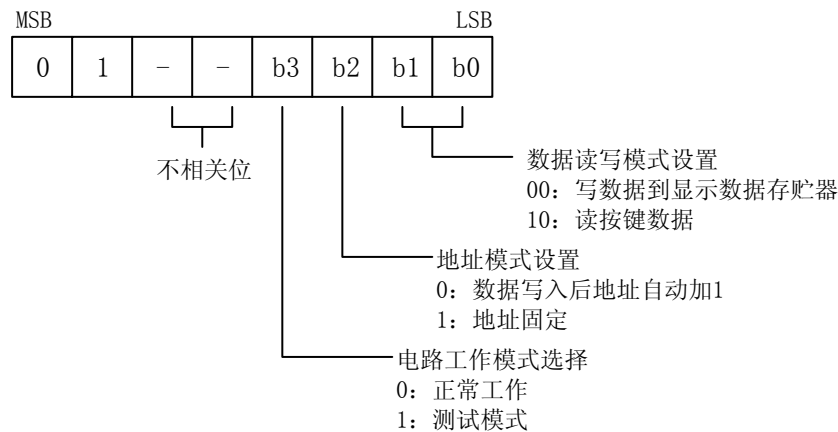 MSB LSB
0 1 - - b3 b2 b1 b0
不相关位
数据读写模式设置
00: 写数据到显示数据存贮器
10: 读按键数据
地址模式设置
0: 数据写入后地址自动加1
1: 地址固定
电路工作模式选择
0: 正常工作
1: 测试模式